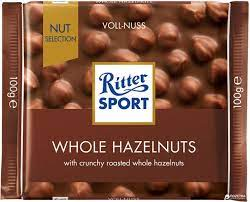 VOLL-NUSS
NUT
SELECTION
Ritter
SPORT
100g e
100g e
WHOLE HAZELNUTS
with crunchy roasted whole hazelnuts
VOLL-NUSS